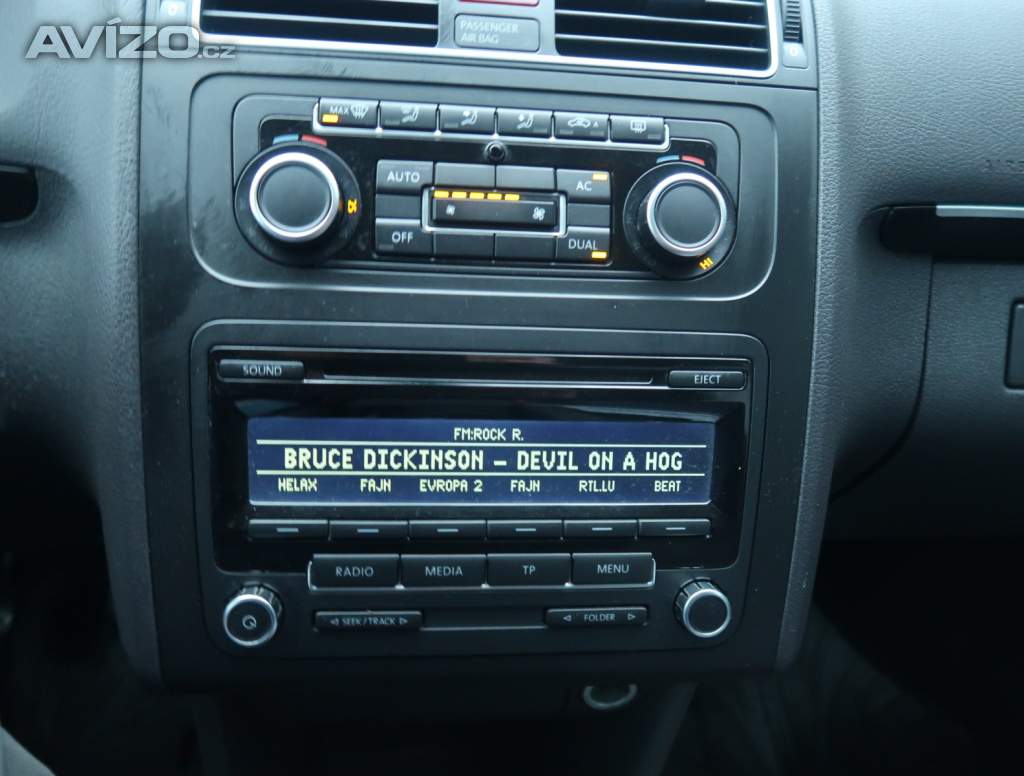 AVÍZO.cz
PASSENGER
AIR BAG
MAX
AUTO
AC
OFF
DUAL
HI
SOUND
EJECT
FM:ROCK R.
BRUCE DICKINSON – DEVIL ON A HOG
HELAX FAJN EVROPA 2 FAJN RTL.LU BEAT
RADIO MEDIA TP MENU
SEEK/TRACK FOLDER